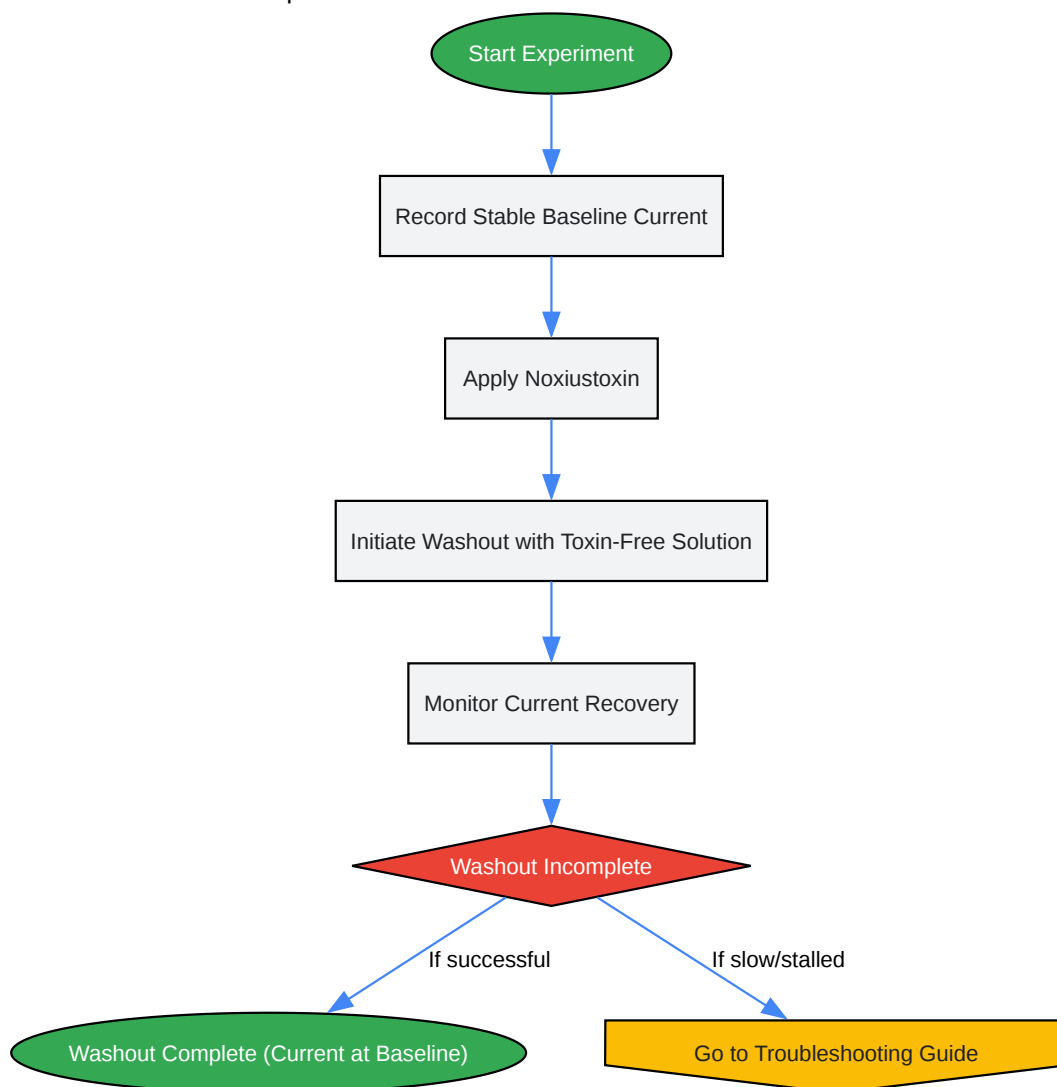 Start Experiment
Record Stable Baseline Current
Apply Noxiustoxin
Initiate Washout with Toxin-Free Solution
Monitor Current Recovery
Washout Incomplete
If successful
If slow/stalled
Washout Complete (Current at Baseline)
Go to Troubleshooting Guide